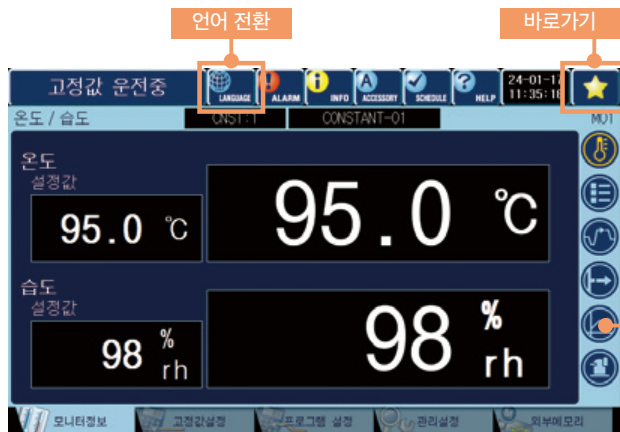 언어 전환
바로가기
고정값 운전중
LANGUAGE
ALARM
INFO
ACCESSORY
SCHEDULE
HELP
24-01-17
11:35:18
온도 / 습도
CNST:1
CONSTANT-01
MO1
온도
설정값
95.0 ℃
95.0 ℃
습도
설정값
98 % rh
98 % rh
모니터정보
고정값설정
프로그램 설정
관리설정
외부메모리